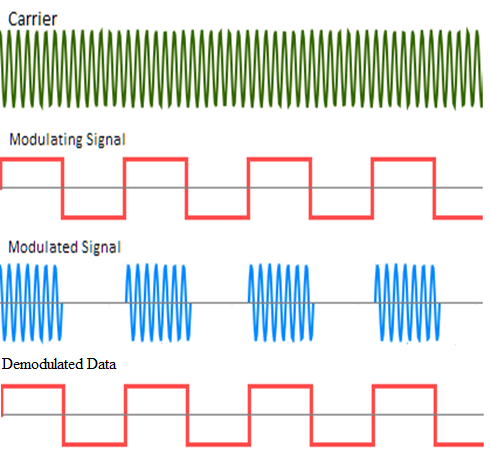 Carrier
Modulating Signal
Modulated Signal
Demodulated Data